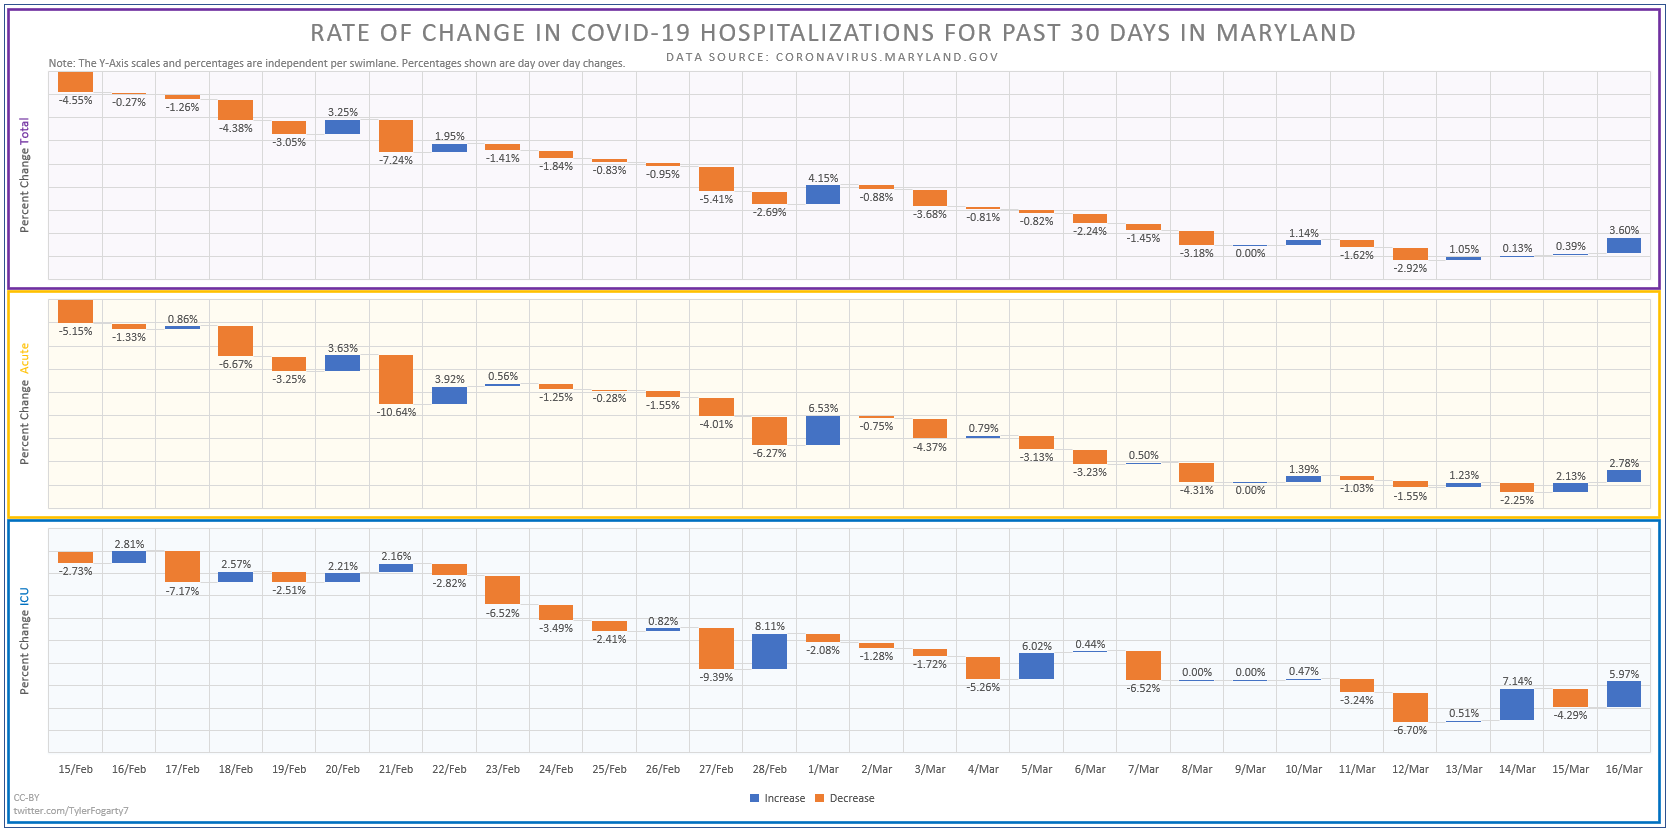 RATE OF CHANGE IN COVID-19 HOSPITALIZATIONS FOR PAST 30 DAYS IN MARYLAND
DATA SOURCE: CORONAVIRUS.MARYLAND.GOV
Note: The Y-Axis scales and percentages are independent per swimlane. Percentages shown are day over day changes.
Percent Change Total
-4.55% -0.27% -1.26% -4.38% -3.05% 3.25% -7.24% 1.95% -1.41% -1.84% -0.83% -0.95% -5.41% -2.69% 4.15% -0.88% -3.68% -0.81% -0.82% -2.24% -1.45% -3.18% 0.00% 1.14% -1.62% -2.92% 1.05% 0.13% 0.39% 3.60%
Percent Change Acute
-5.15% -1.33% 0.86% -6.67% -3.25% 3.63% -10.64% 3.92% 0.56% -1.25% -0.28% -1.55% -4.01% -6.27% 6.53% -0.75% -4.37% 0.79% -3.13% -3.23% 0.50% -4.31% 0.00% 1.39% -1.03% -1.55% 1.23% -2.25% 2.13% 2.78%
Percent Change ICU
-2.73% 2.81% -7.17% 2.57% -2.51% 2.21% 2.16% -2.82% -6.52% -3.49% -2.41% 0.82% -9.39% 8.11% -2.08% -1.28% -1.72% -5.26% 6.02% 0.44% -6.52% 0.00% 0.00% 0.47% -3.24% -6.70% 0.51% 7.14% -4.29% 5.97%
15/Feb 16/Feb 17/Feb 18/Feb 19/Feb 20/Feb 21/Feb 22/Feb 23/Feb 24/Feb 25/Feb 26/Feb 27/Feb 28/Feb 1/Mar 2/Mar 3/Mar 4/Mar 5/Mar 6/Mar 7/Mar 8/Mar 9/Mar 10/Mar 11/Mar 12/Mar 13/Mar 14/Mar 15/Mar 16/Mar
Increase Decrease
CC-BY
twitter.com/TylerFogarty7